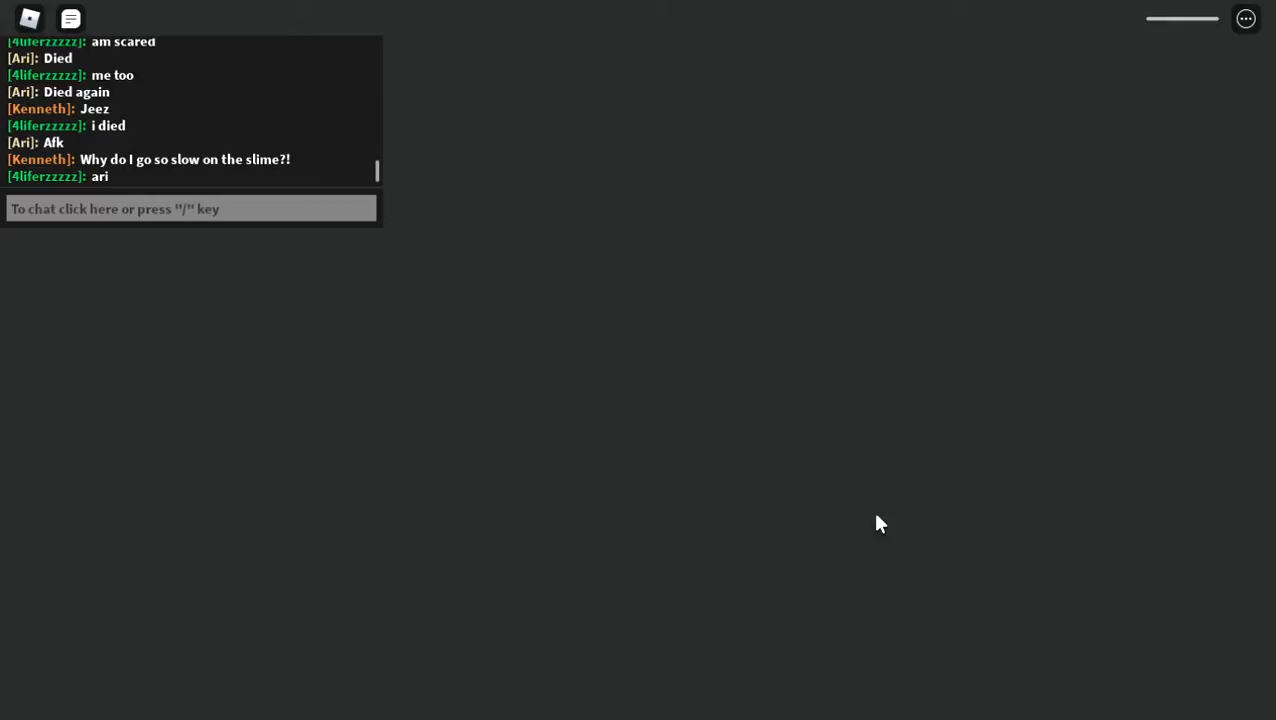 [4liferzzzzz]: am scared
[Ari]: Died
[4liferzzzzz]: me too
[Ari]: Died again
[Kenneth]: Jeez
[4liferzzzzz]: i died
[Ari]: Afk
[Kenneth]: Why do I go so slow on the slime?!
[4liferzzzzz]: ari
To chat click here or press "/" key